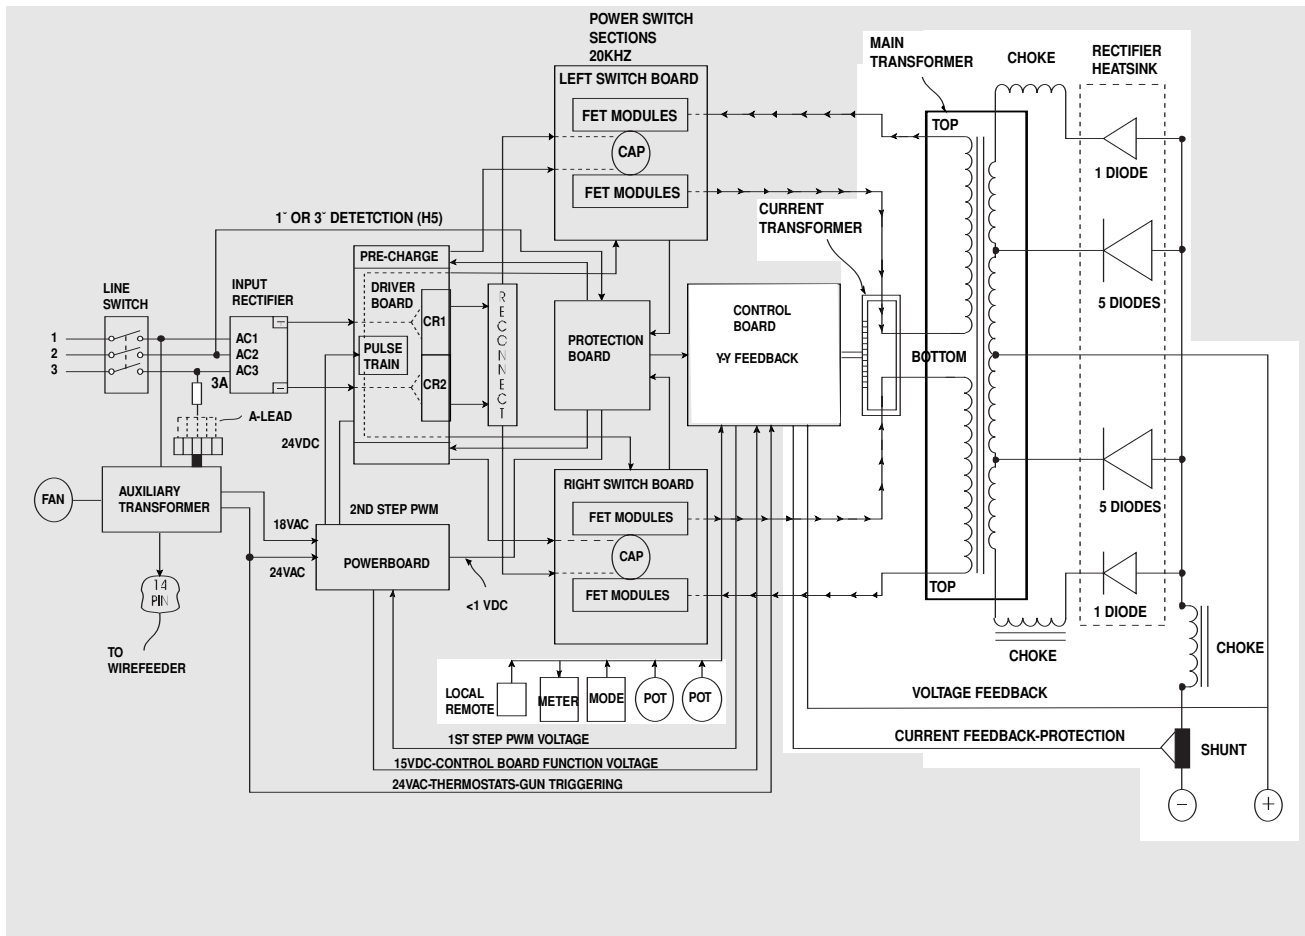 POWER SWITCH
SECTIONS
20KHZ
LEFT SWITCH BOARD
FET MODULES
CAP
FET MODULES
MAIN
TRANSFORMER
CHOKE
RECTIFIER
HEATSINK
TOP
1 DIODE
CURRENT
TRANSFORMER
5 DIODES
1˘ OR 3˘ DETETCTION (H5)
PRE-CHARGE
DRIVER
BOARD
CR1
PULSE
TRAIN
CR2
RECONNECT
LINE
SWITCH
INPUT
RECTIFIER
1
2
3
AC1
AC2
AC3
3A
A-LEAD
24VDC
PROTECTION
BOARD
CONTROL
BOARD
Y-Y FEEDBACK
BOTTOM
FAN
AUXILIARY
TRANSFORMER
18VAC
24VAC
2ND STEP PWM
POWERBOARD
<1 VDC
RIGHT SWITCH BOARD
FET MODULES
CAP
FET MODULES
5 DIODES
TOP
1 DIODE
CHOKE
CHOKE
14
PIN
TO
WIREFEEDER
LOCAL
REMOTE
METER
MODE
POT
POT
VOLTAGE FEEDBACK
CURRENT FEEDBACK-PROTECTION
SHUNT
1ST STEP PWM VOLTAGE
15VDC-CONTROL BOARD FUNCTION VOLTAGE
24VAC-THERMOSTATS-GUN TRIGGERING
−
+